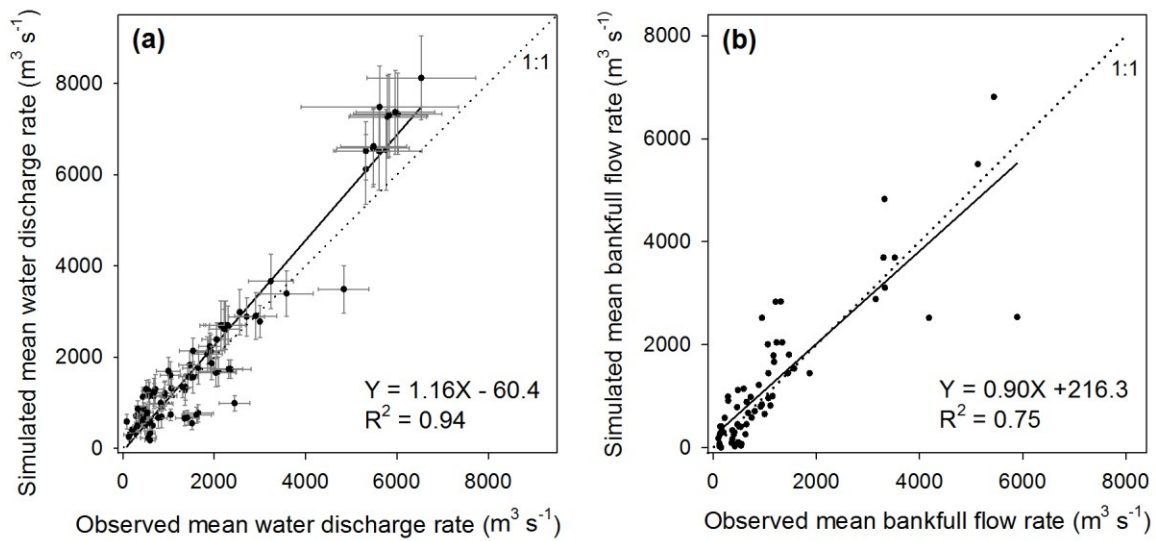 (a)
1:1
Simulated mean water discharge rate (m³ s⁻¹)
8000
6000
4000
2000
0
Y = 1.16X - 60.4
R² = 0.94
0 2000 4000 6000 8000
Observed mean water discharge rate (m³ s⁻¹)
(b)
1:1
Simulated mean bankfull flow rate (m³ s⁻¹)
8000
6000
4000
2000
0
Y = 0.90X +216.3
R² = 0.75
0 2000 4000 6000 8000
Observed mean bankfull flow rate (m³ s⁻¹)